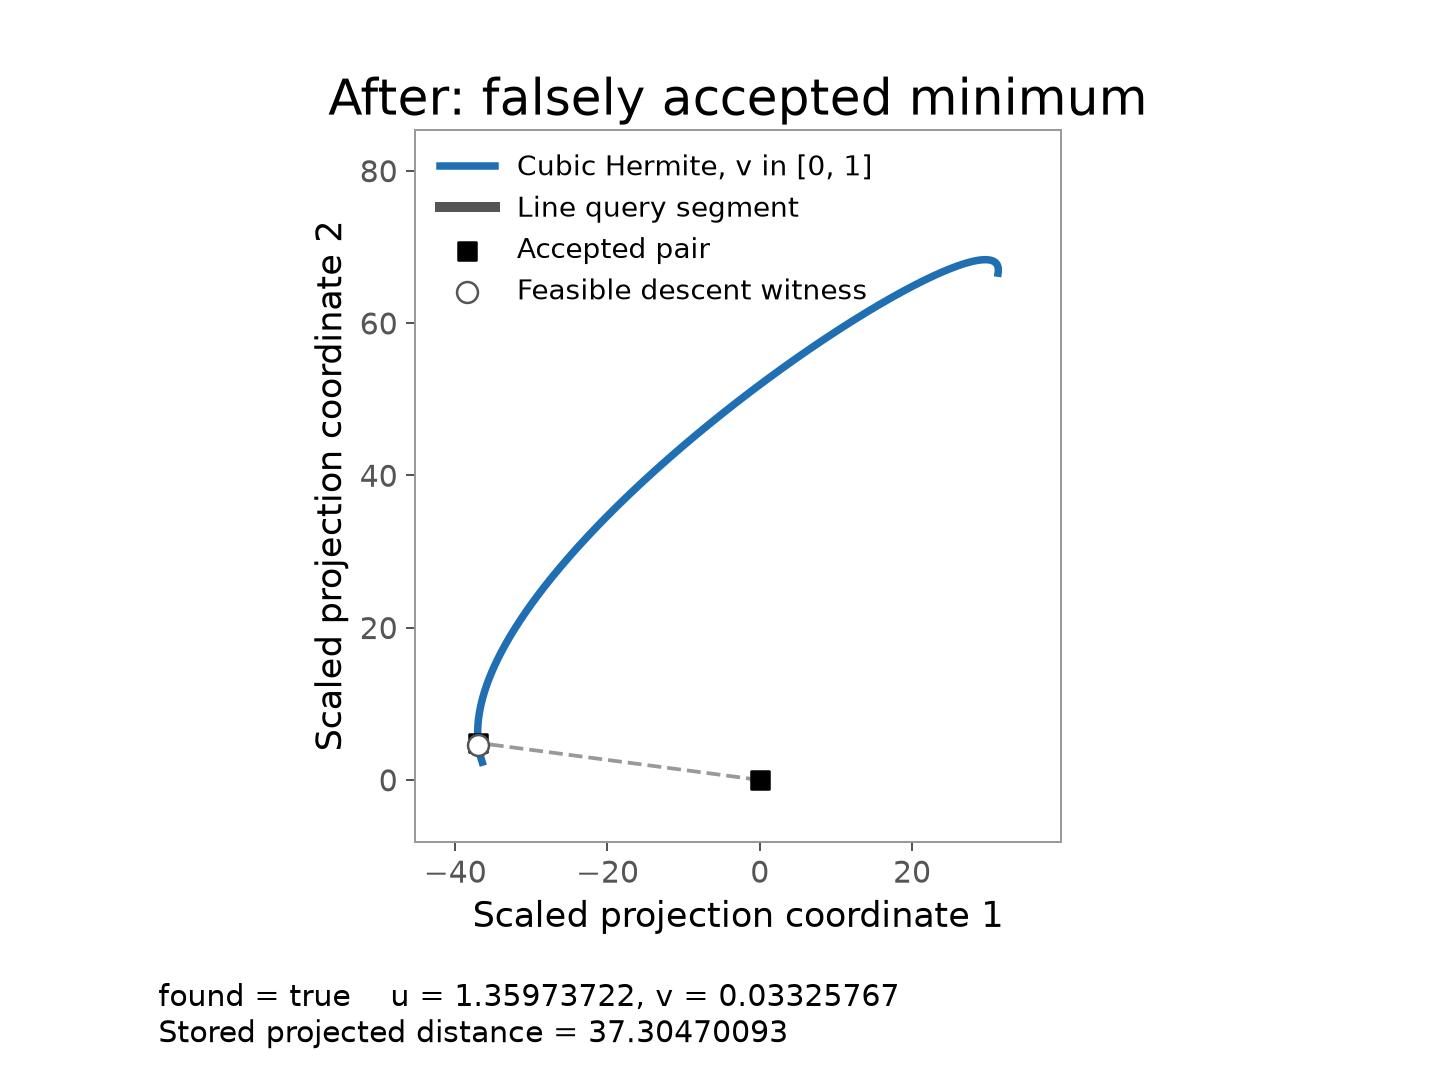 After: falsely accepted minimum
Cubic Hermite, v in [0, 1]
Line query segment
Accepted pair
Feasible descent witness
Scaled projection coordinate 2
80
60
40
20
0
−40 −20 0 20
Scaled projection coordinate 1
found = true u = 1.35973722, v = 0.03325767
Stored projected distance = 37.30470093